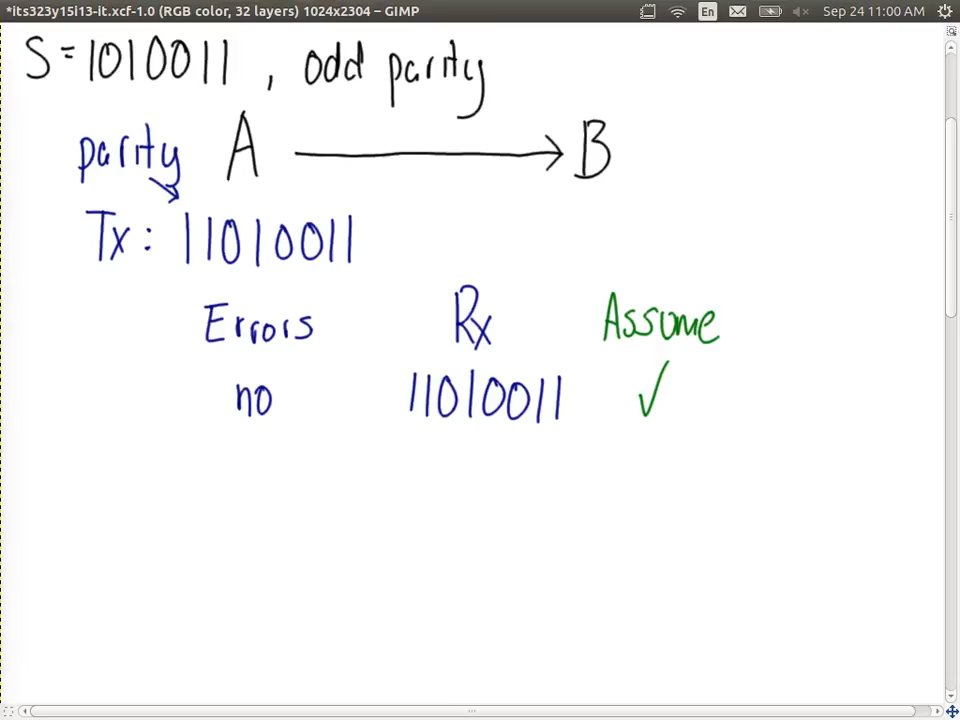 *its323y15i13-it.xcf-1.0 (RGB color, 32 layers) 1024x2304 – GIMP En Sep 24 11:00 AM
S=1010011, odd parity
parity A B
Tx: 11010011
Errors Rx Assume
no 11010011 ✓